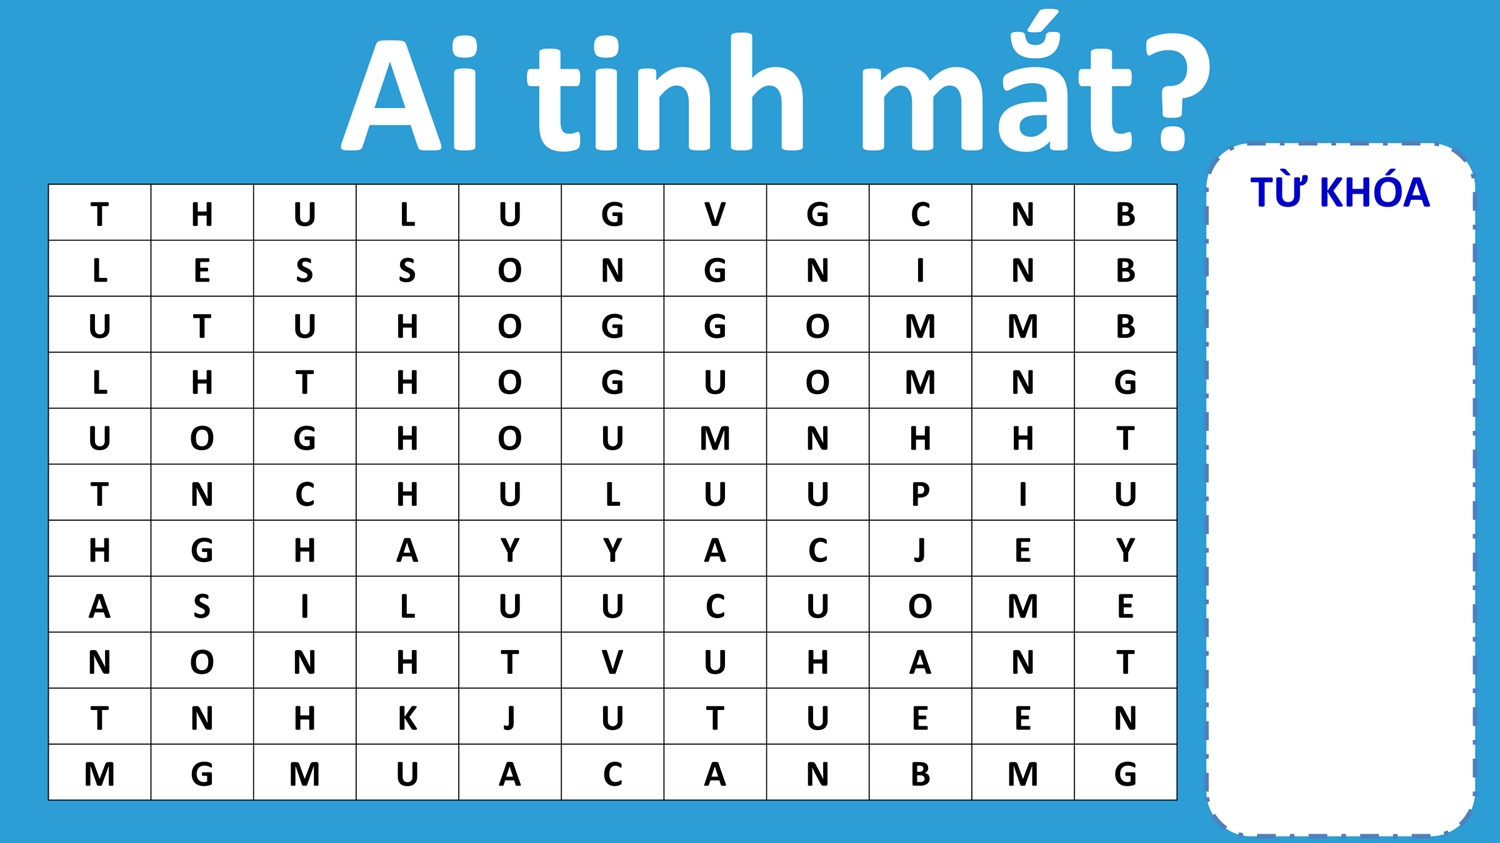 Ai tinh mắt?
TỪ KHÓA
T H U L U G V G C N B
L E S S O N G N I N B
U T U H O G G O M M B
L H T H O G U O M N G
U O G H O U M N H H T
T N C H U L U U P I U
H G H A Y Y A C J E Y
A S I L U U C U O M E
N O N H T V U H A N T
T N H K J U T U E E N
M G M U A C A N B M G